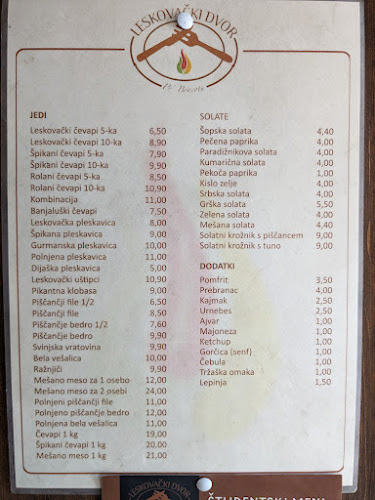 LESKOVAČKI DVOR
JEDI
Leskovački čevapi 5-ka 6,50
Leskovački čevapi 10-ka 8,90
Špikani čevapi 5-ka 7,90
Špikani čevapi 10-ka 9,90
Rolani čevapi 5-ka 8,50
Rolani čevapi 10-ka 10,90
Kombinacija 11,00
Banjaluški čevapi 7,50
Leskovačka pleskavica 8,00
Špikana pleskavica 9,00
Gurmanska pleskavica 10,00
Polnjena pleskavica 11,00
Dijaška pleskavica 5,00
Leskovački uštipci 10,90
Pikantna klobasa 9,00
Piščančji file 1/2 6,50
Piščančji file 8,50
Piščančje bedro 1/2 7,60
Piščančje bedro 9,90
Svinjska vratovina 9,90
Bela vešalica 10,00
Ražnjiči 9,90
Mešano meso za 1 osebo 12,00
Mešano meso za 2 osebi 24,00
Polnjeni piščančji file 11,00
Polnjeno piščančje bedro 12,00
Polnjena bela vešalica 11,00
Čevapi 1 kg 19,00
Špikani čevapi 1 kg 20,00
Mešano meso 1 kg 21,00
SOLATE
Šopska solata 4,40
Pečena paprika 4,00
Paradižnikova solata 4,00
Kumarična solata 4,00
Pekoča paprika 1,00
Kislo zelje 4,00
Srbska solata 4,00
Grška solata 5,50
Zelena solata 4,00
Mešana solata 4,40
Solatni krožnik s piščancem 9,00
Solatni krožnik s tuno 9,00
DODATKI
Pomfrit 3,50
Prebranac 4,00
Kajmak 2,50
Urnebes 2,50
Ajvar 1,00
Majoneza 1,00
Ketchup 1,00
Gorčica (senf) 1,00
Čebula 1,00
Tržaška omaka 1,00
Lepinja 1,50
LESKOVAČKI DVOR
ŠTUDENTSKI MENI